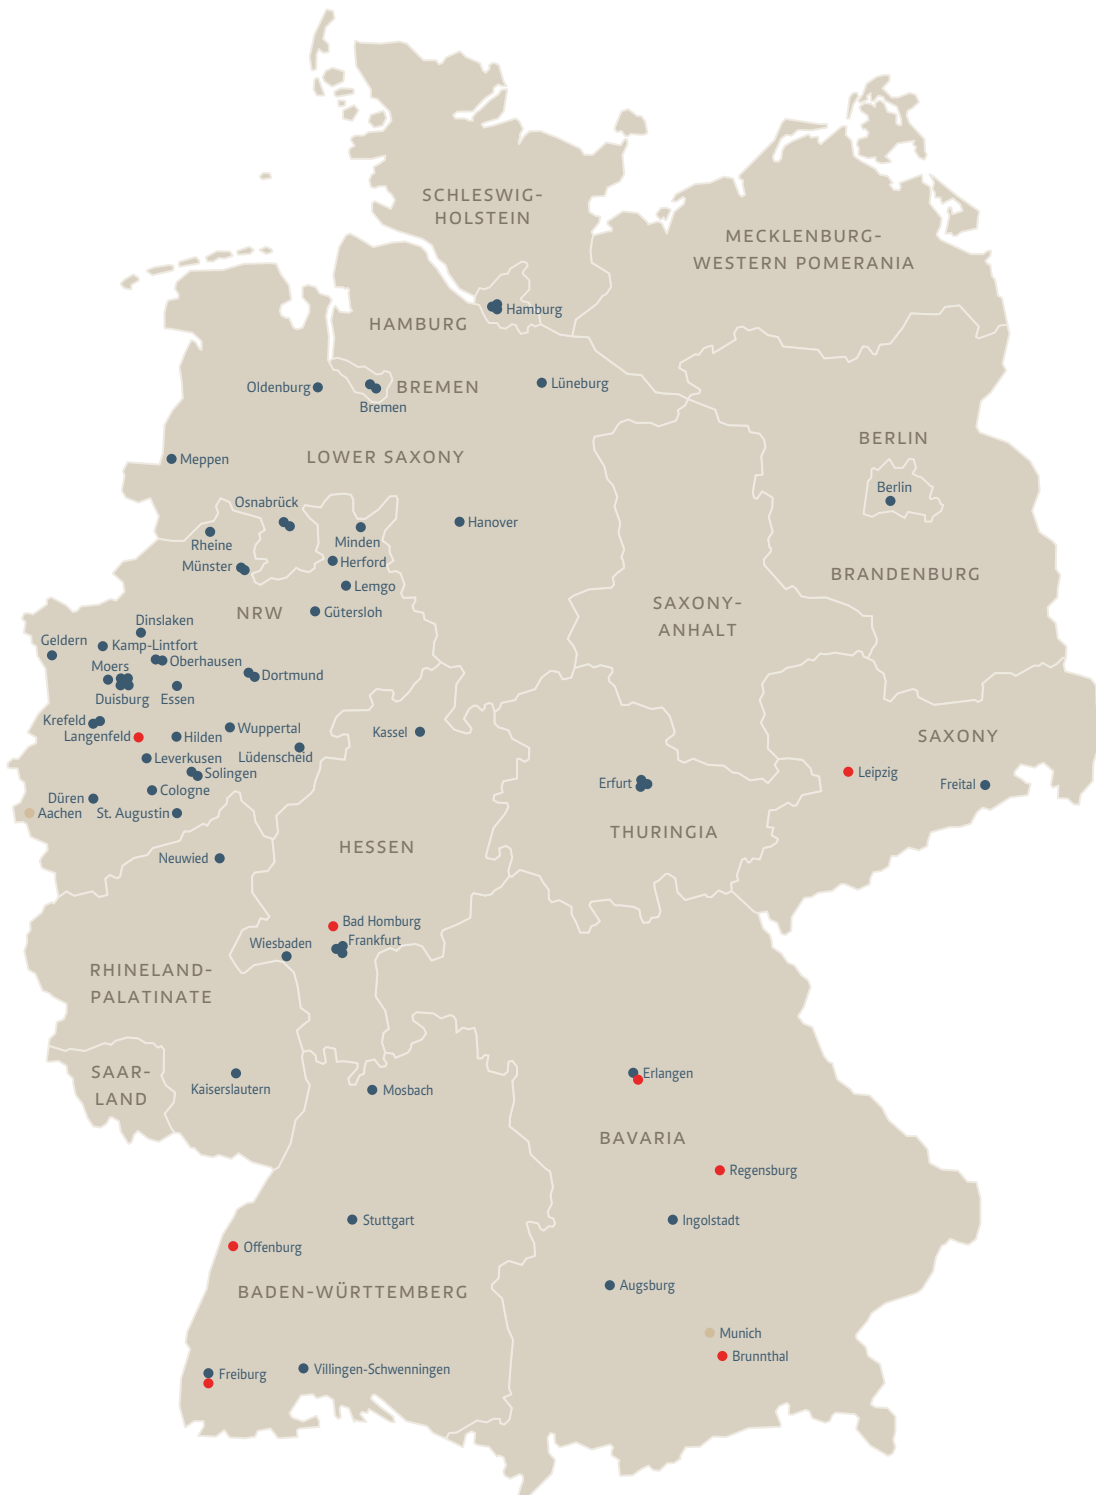 SCHLESWIG-
HOLSTEIN
MECKLENBURG-
WESTERN POMERANIA
Hamburg
HAMBURG
Oldenburg
BREMEN
Bremen
Lüneburg
BERLIN
Meppen
LOWER SAXONY
Berlin
Osnabrück
Hanover
Rheine
Minden
Münster
Herford
BRANDENBURG
Lemgo
SAXONY-
ANHALT
NRW
Gütersloh
Dinslaken
Geldern
Kamp-Lintfort
Moers
Oberhausen
Dortmund
Duisburg
Essen
Krefeld
Langenfeld
Hilden
Wuppertal
Kassel
SAXONY
Leverkusen
Lüdenscheid
Solingen
Leipzig
Cologne
Erfurt
Freital
Düren
Aachen
St. Augustin
THURINGIA
HESSEN
Neuwied
Bad Homburg
Wiesbaden
Frankfurt
RHINELAND-
PALATINATE
SAAR-
LAND
Kaiserslautern
Mosbach
Erlangen
BAVARIA
Regensburg
Stuttgart
Ingolstadt
Offenburg
BADEN-WÜRTTEMBERG
Augsburg
Munich
Brunnthal
Freiburg
Villingen-Schwenningen